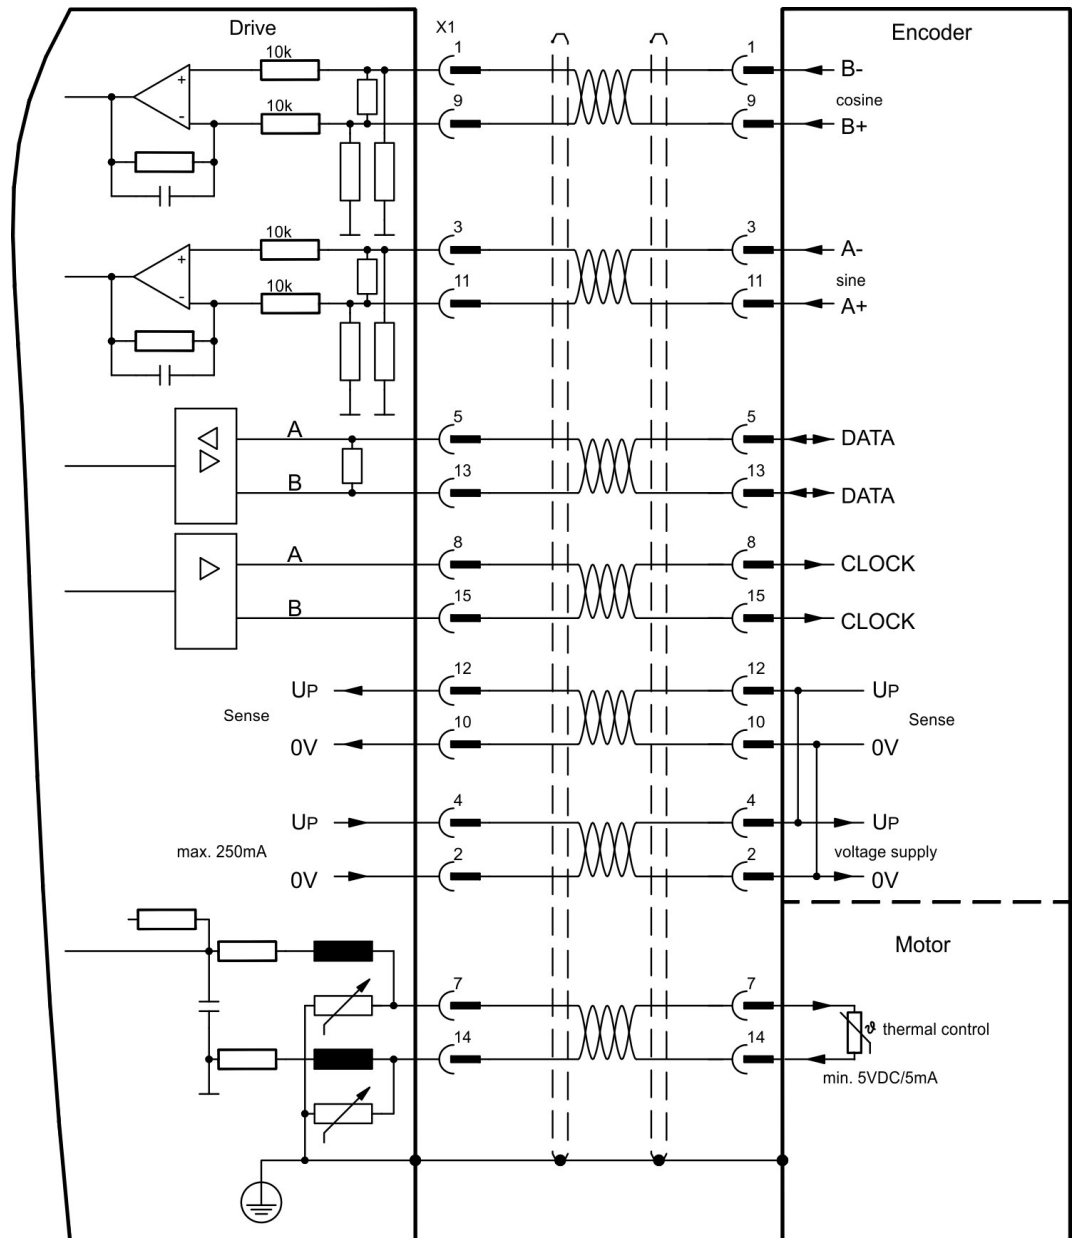 Drive
X1
Encoder
10k
1
1
B-
cosine
10k
9
9
B+
+
-
10k
3
3
A-
sine
10k
11
11
A+
+
-
A
5
5
DATA
B
13
13
DATA
A
8
8
CLOCK
B
15
15
CLOCK
UP
12
12
UP
Sense
Sense
0V
10
10
0V
UP
4
4
UP
max. 250mA
voltage supply
0V
2
2
0V
Motor
7
7
ϑ thermal control
14
14
min. 5VDC/5mA